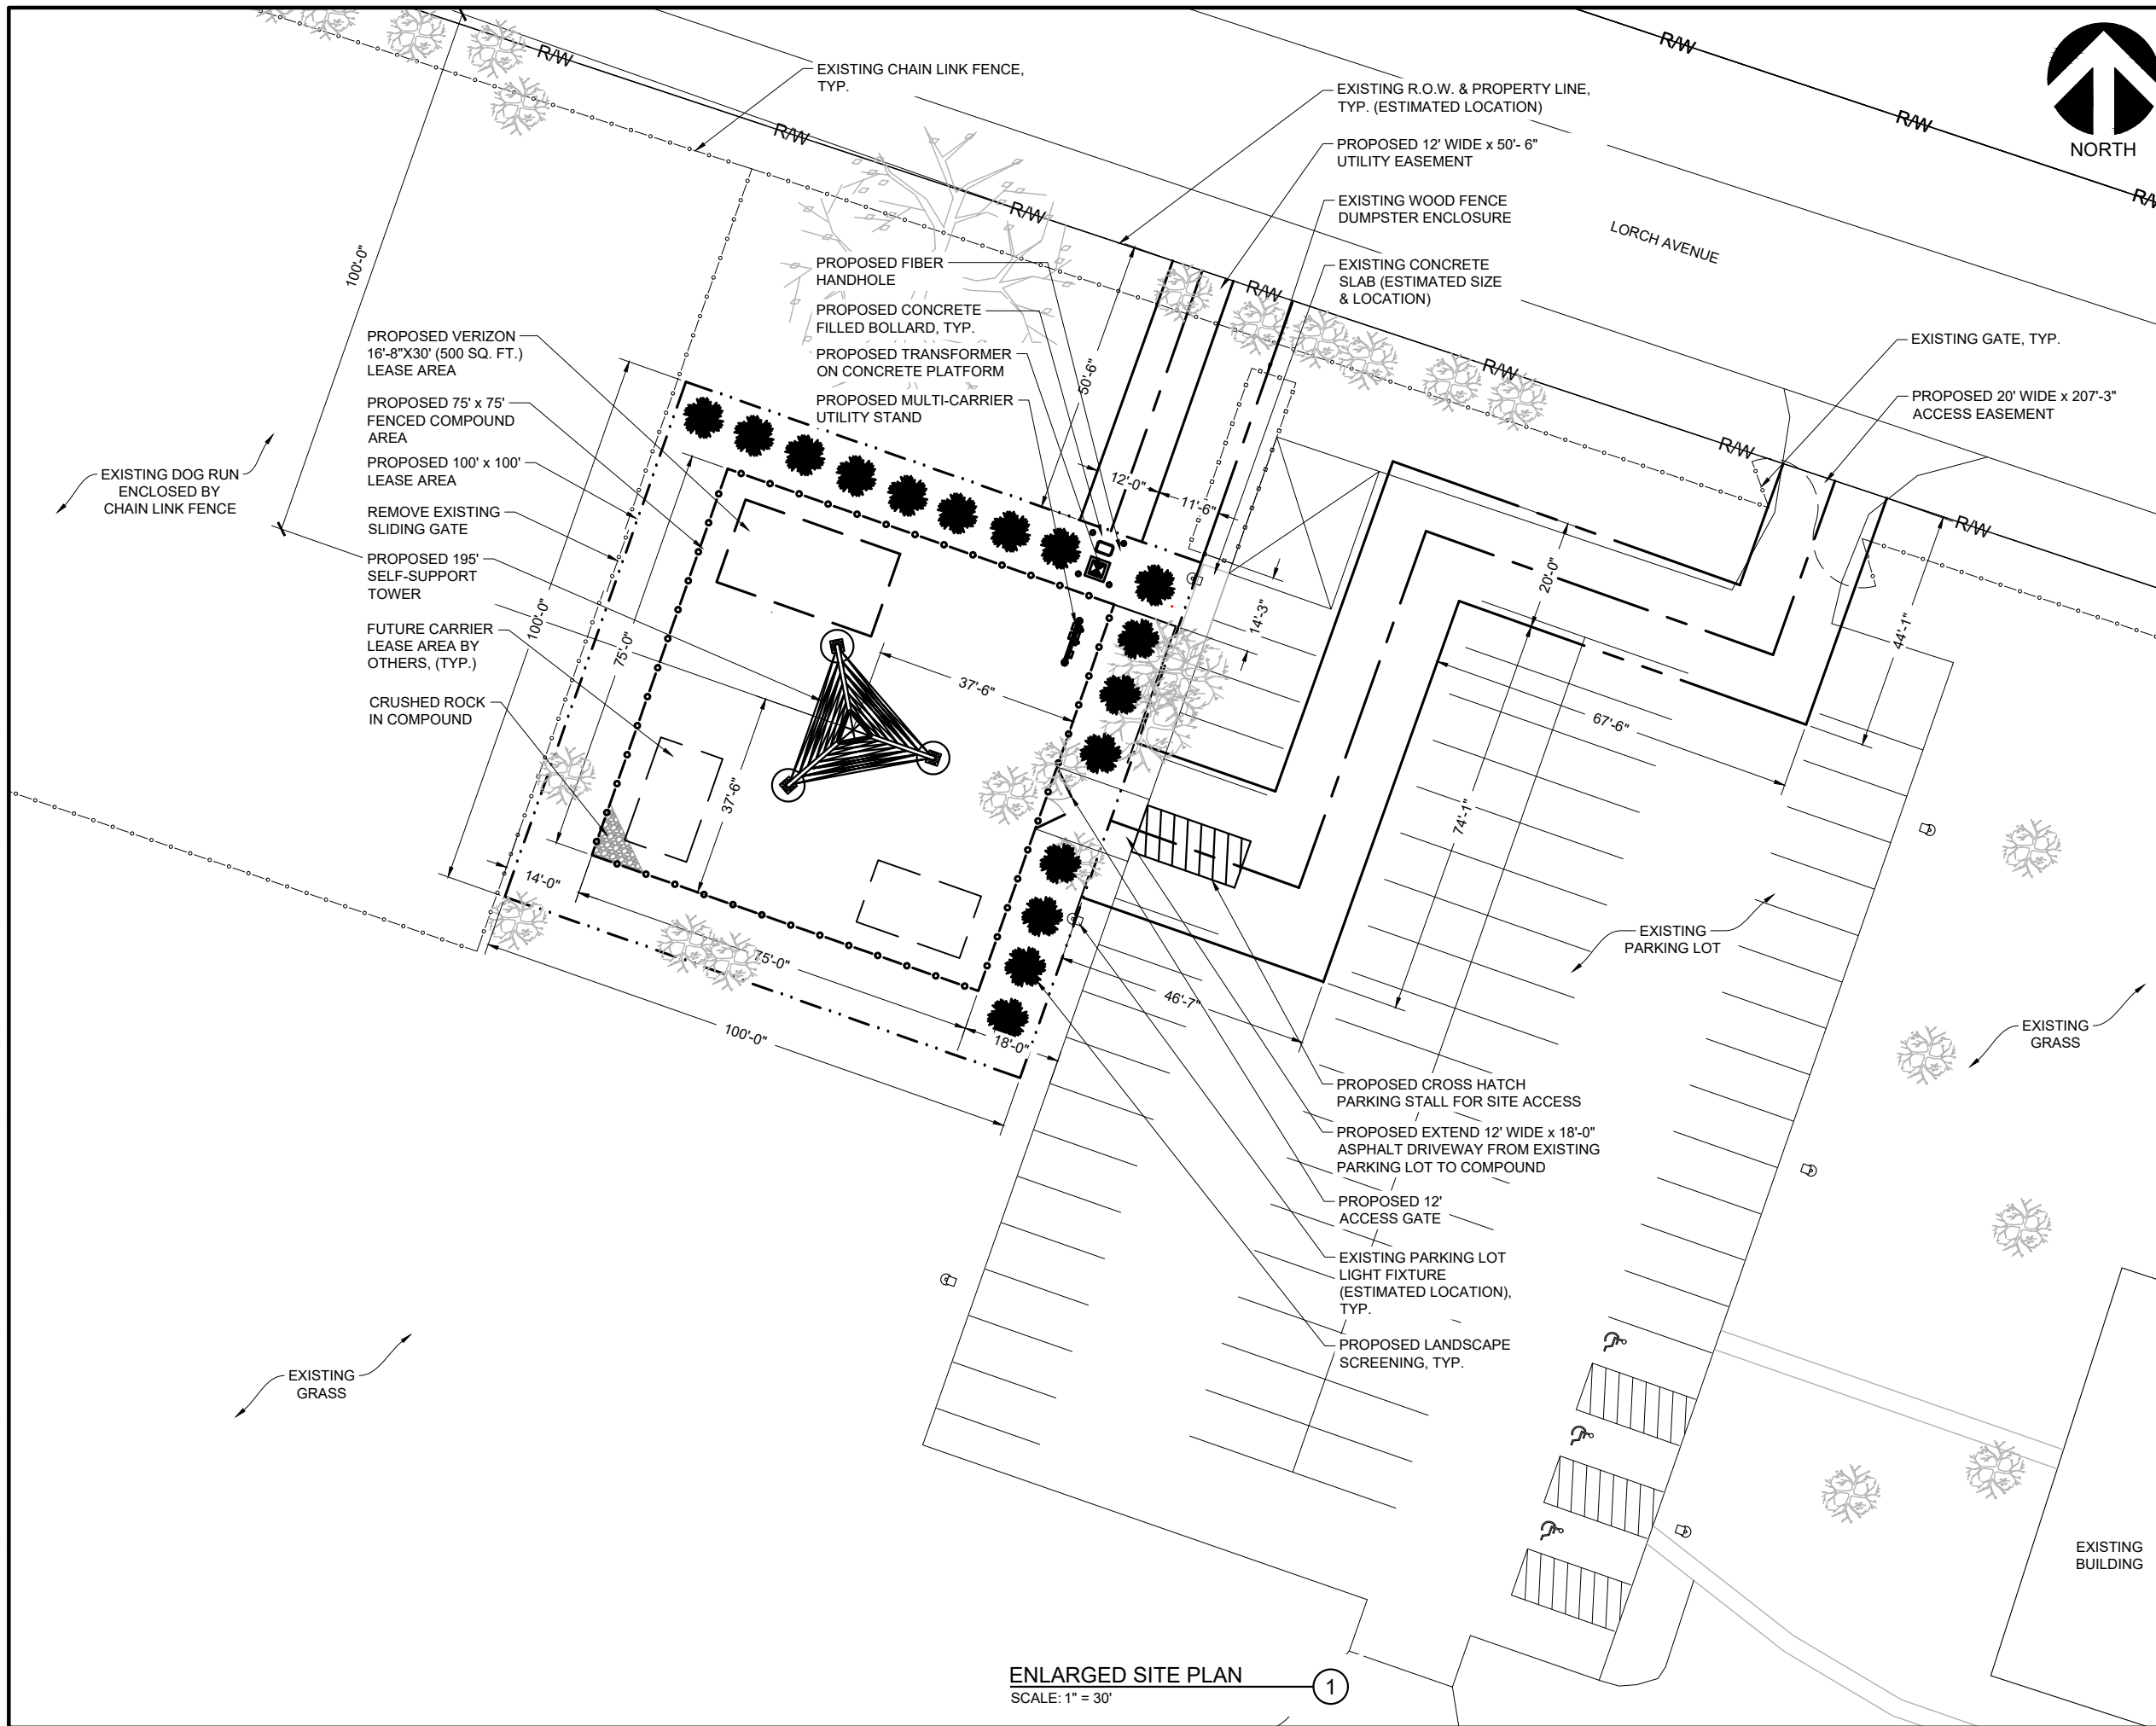 R/W
EXISTING CHAIN LINK FENCE,
TYP.
R/W
R/W
EXISTING R.O.W. & PROPERTY LINE,
TYP. (ESTIMATED LOCATION)
PROPOSED 12' WIDE x 50'- 6"
UTILITY EASEMENT
EXISTING WOOD FENCE
DUMPSTER ENCLOSURE
EXISTING CONCRETE
SLAB (ESTIMATED SIZE
& LOCATION)
R/W
R/W
R/W
NORTH
LORCH AVENUE
R/W
R/W
R/W
R/W
R/W
EXISTING GATE, TYP.
PROPOSED 20' WIDE x 207'-3"
ACCESS EASEMENT
100'-0"
PROPOSED FIBER
HANDHOLE
PROPOSED CONCRETE
FILLED BOLLARD, TYP.
PROPOSED TRANSFORMER
ON CONCRETE PLATFORM
PROPOSED MULTI-CARRIER
UTILITY STAND
PROPOSED VERIZON
16'-8"X30' (500 SQ. FT.)
LEASE AREA
PROPOSED 75' x 75'
FENCED COMPOUND
AREA
PROPOSED 100' x 100'
LEASE AREA
REMOVE EXISTING
SLIDING GATE
PROPOSED 195'
SELF-SUPPORT
TOWER
FUTURE CARRIER
LEASE AREA BY
OTHERS, (TYP.)
CRUSHED ROCK
IN COMPOUND
EXISTING DOG RUN
ENCLOSED BY
CHAIN LINK FENCE
50'-6"
12'-0"
11'-6"
14'-3"
20'-0"
44'-1"
100'-0"
75'-0"
37'-6"
37'-6"
67'-6"
74'-1"
14'-0"
75'-0"
100'-0"
18'-0"
46'-7"
EXISTING
PARKING LOT
EXISTING
GRASS
PROPOSED CROSS HATCH
PARKING STALL FOR SITE ACCESS
PROPOSED EXTEND 12' WIDE x 18'-0"
ASPHALT DRIVEWAY FROM EXISTING
PARKING LOT TO COMPOUND
PROPOSED 12'
ACCESS GATE
EXISTING PARKING LOT
LIGHT FIXTURE
(ESTIMATED LOCATION),
TYP.
PROPOSED LANDSCAPE
SCREENING, TYP.
EXISTING
GRASS
EXISTING
BUILDING
ENLARGED SITE PLAN
SCALE: 1" = 30'
1